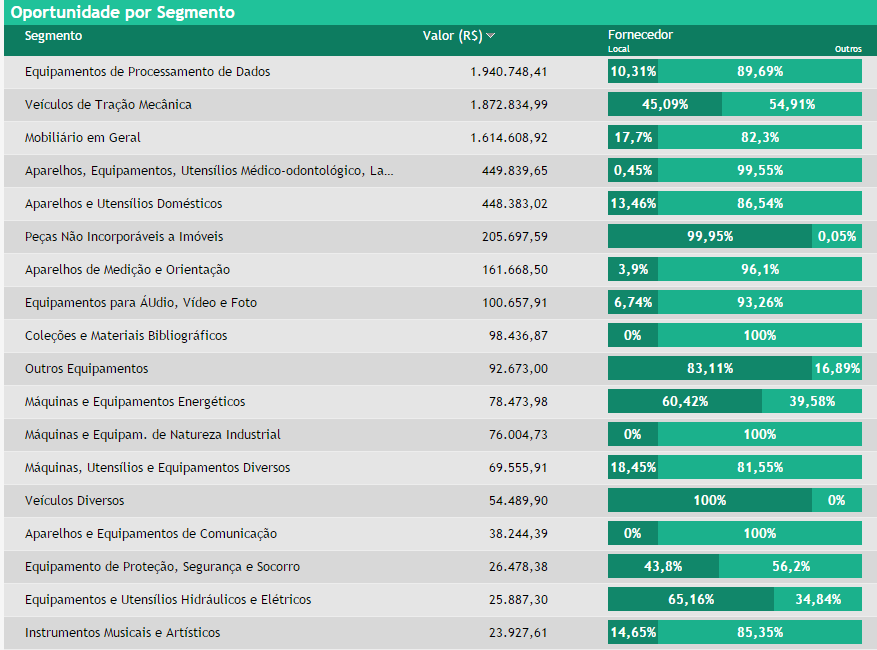 Oportunidade por Segmento
Segmento Valor (R$) Fornecedor
Local Outros
Equipamentos de Processamento de Dados 1.940.748,41 10,31% 89,69%
Veículos de Tração Mecânica 1.872.834,99 45,09% 54,91%
Mobiliário em Geral 1.614.608,92 17,7% 82,3%
Aparelhos, Equipamentos, Utensílios Médico-odontológico, La... 449.839,65 0,45% 99,55%
Aparelhos e Utensílios Domésticos 448.383,02 13,46% 86,54%
Peças Não Incorporáveis a Imóveis 205.697,59 99,95% 0,05%
Aparelhos de Medição e Orientação 161.668,50 3,9% 96,1%
Equipamentos para ÁUdio, Vídeo e Foto 100.657,91 6,74% 93,26%
Coleções e Materiais Bibliográficos 98.436,87 0% 100%
Outros Equipamentos 92.673,00 83,11% 16,89%
Máquinas e Equipamentos Energéticos 78.473,98 60,42% 39,58%
Máquinas e Equipam. de Natureza Industrial 76.004,73 0% 100%
Máquinas, Utensílios e Equipamentos Diversos 69.555,91 18,45% 81,55%
Veículos Diversos 54.489,90 100% 0%
Aparelhos e Equipamentos de Comunicação 38.244,39 0% 100%
Equipamento de Proteção, Segurança e Socorro 26.478,38 43,8% 56,2%
Equipamentos e Utensílios Hidráulicos e Elétricos 25.887,30 65,16% 34,84%
Instrumentos Musicais e Artísticos 23.927,61 14,65% 85,35%